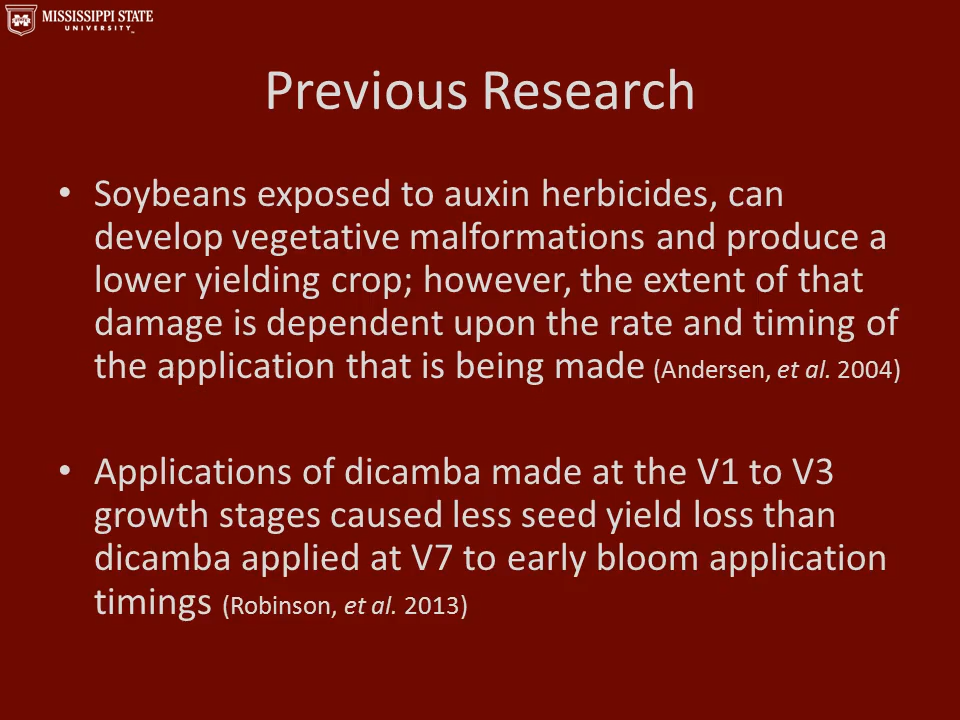 MISSISSIPPI STATE
UNIVERSITY™
Previous Research
• Soybeans exposed to auxin herbicides, can
develop vegetative malformations and produce a
lower yielding crop; however, the extent of that
damage is dependent upon the rate and timing of
the application that is being made (Andersen, et al. 2004)
• Applications of dicamba made at the V1 to V3
growth stages caused less seed yield loss than
dicamba applied at V7 to early bloom application
timings (Robinson, et al. 2013)